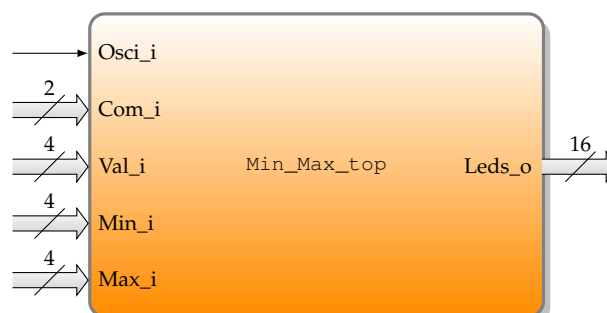 Osci_i
2
Com_i
4
Val_i
Min_Max_top
Leds_o
16
4
Min_i
4
Max_i